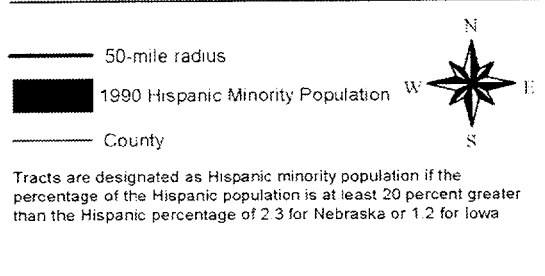 N
50-mile radius
1990 Hispanic Minority Population
W E
County
S
Tracts are designated as Hispanic minority population if the
percentage of the Hispanic population is at least 20 percent greater
than the Hispanic percentage of 2.3 for Nebraska or 1.2 for Iowa